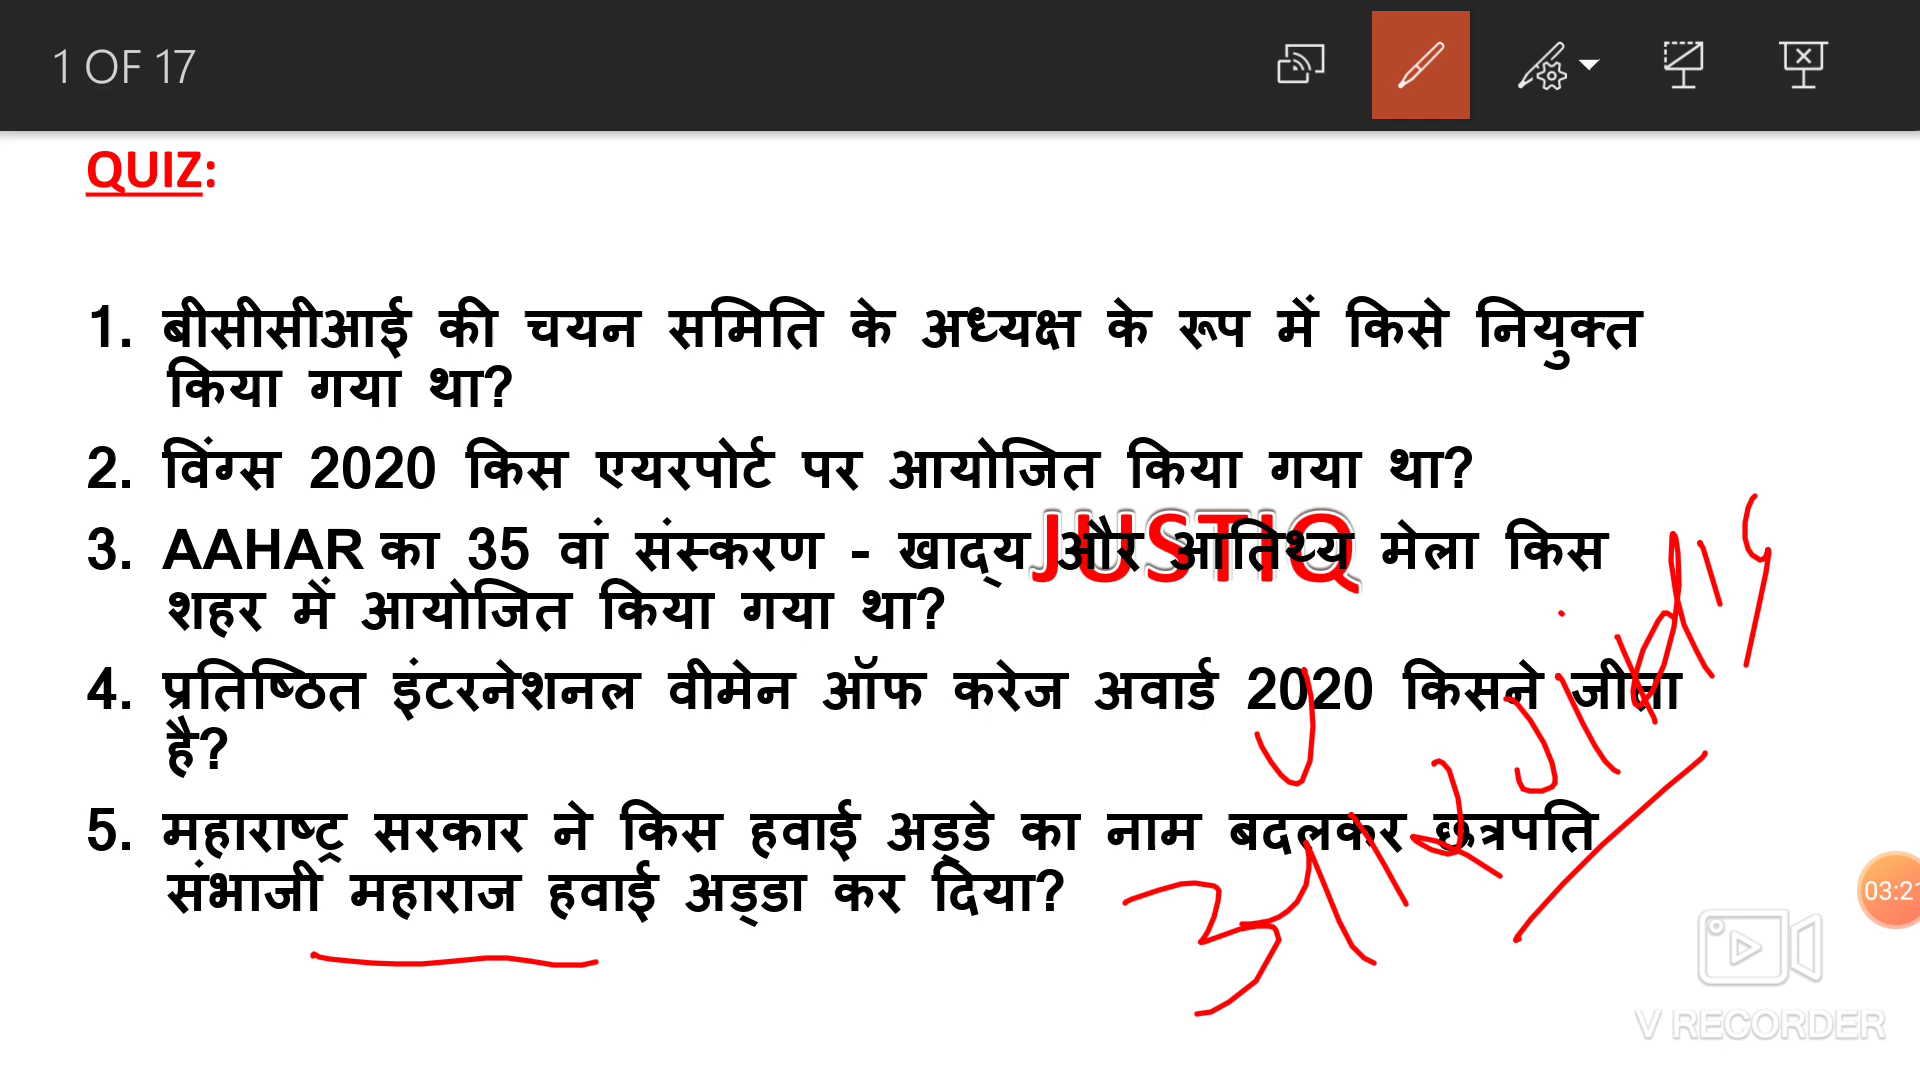 1 OF 17
QUIZ:
1. बीसीसीआई की चयन समिति के अध्यक्ष के रूप में किसे नियुक्त
किया गया था?
2. विंग्स 2020 किस एयरपोर्ट पर आयोजित किया गया था?
3. AAHAR का 35 वां संस्करण - खाद्य और आतिथ्य मेला किस
शहर में आयोजित किया गया था?
JUSTIQ
4. प्रतिष्ठित इंटरनेशनल वीमेन ऑफ करेज अवार्ड 2020 किसने जीता
है?
5. महाराष्ट्र सरकार ने किस हवाई अड्डे का नाम बदलकर छत्रपति
संभाजी महाराज हवाई अड्डा कर दिया?
03:21
V RECORDER